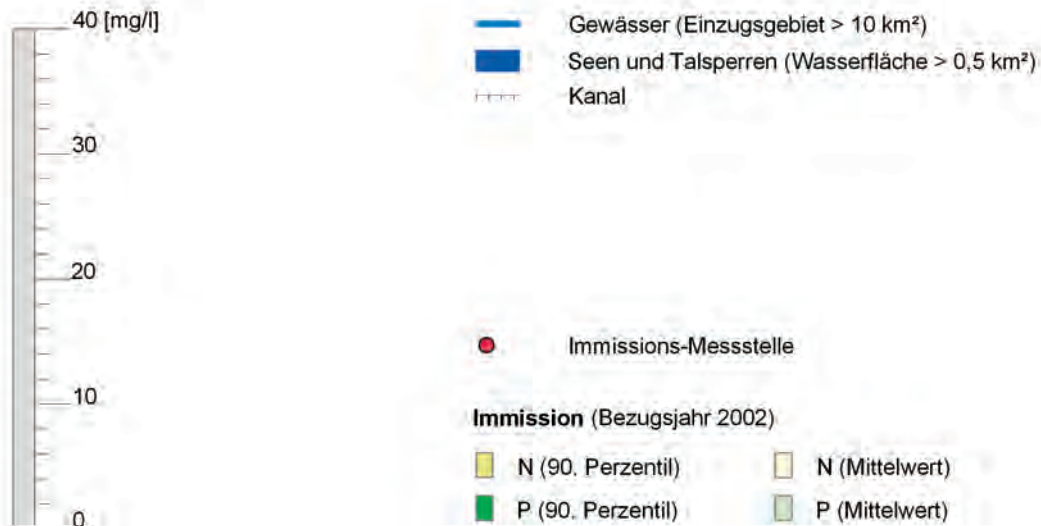 40 [mg/l]
30
20
10
0
Gewässer (Einzugsgebiet > 10 km²)
Seen und Talsperren (Wasserfläche > 0,5 km²)
Kanal
Immissions-Messstelle
Immission (Bezugsjahr 2002)
N (90. Perzentil) N (Mittelwert)
P (90. Perzentil) P (Mittelwert)